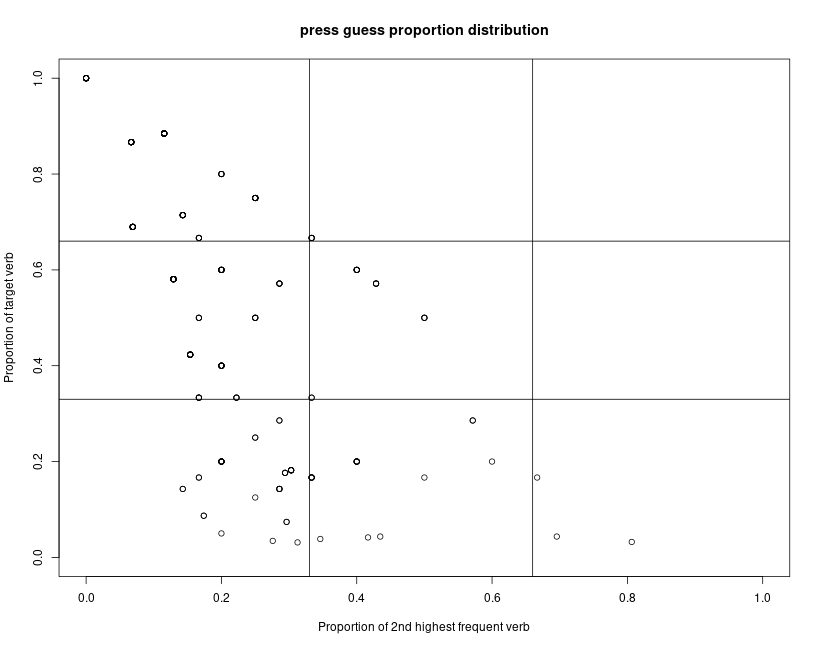 press guess proportion distribution
Proportion of target verb
1.0
0.8
0.6
0.4
0.2
0.0
0.0 0.2 0.4 0.6 0.8 1.0
Proportion of 2nd highest frequent verb